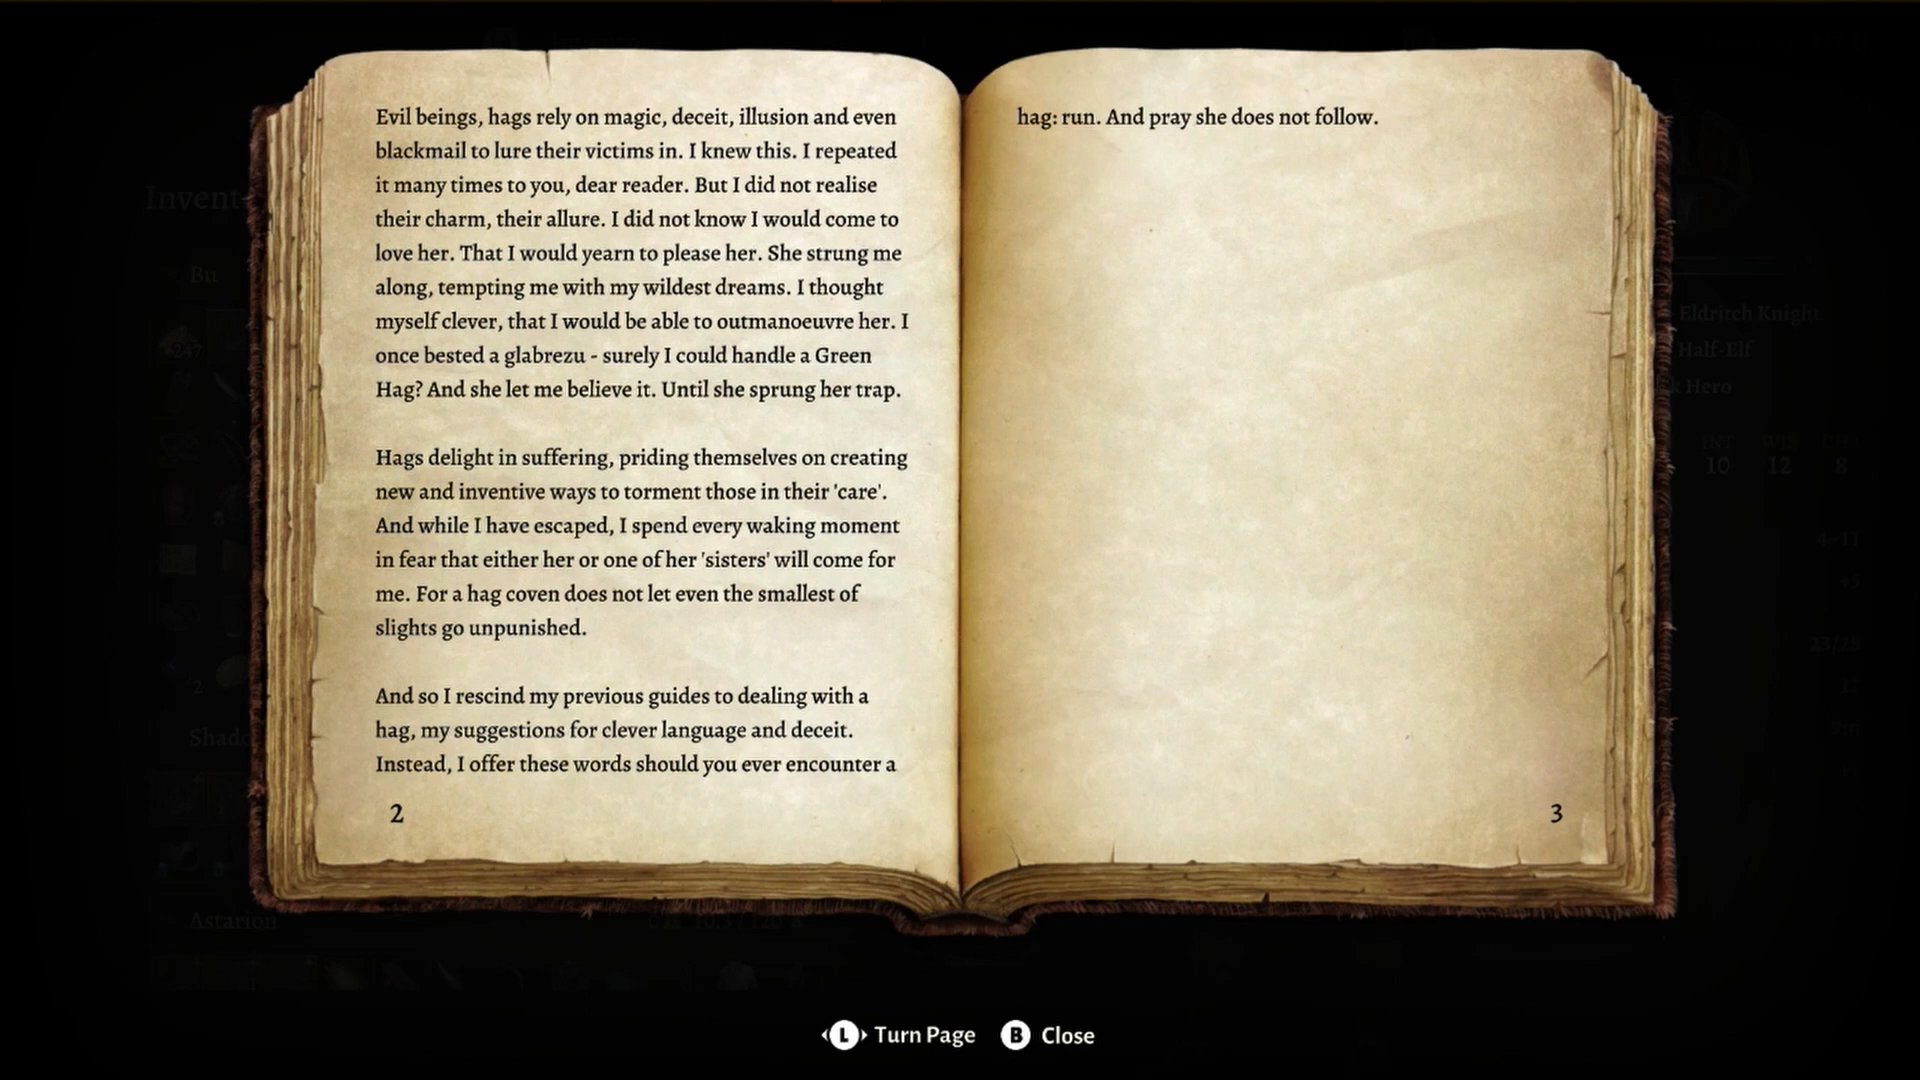 Evil beings, hags rely on magic, deceit, illusion and even
blackmail to lure their victims in. I knew this. I repeated
it many times to you, dear reader. But I did not realise
their charm, their allure. I did not know I would come to
love her. That I would yearn to please her. She strung me
along, tempting me with my wildest dreams. I thought
myself clever, that I would be able to outmanoeuvre her. I
once bested a glabrezu - surely I could handle a Green
Hag? And she let me believe it. Until she sprung her trap.
Hags delight in suffering, priding themselves on creating
new and inventive ways to torment those in their 'care'.
And while I have escaped, I spend every waking moment
in fear that either her or one of her 'sisters' will come for
me. For a hag coven does not let even the smallest of
slights go unpunished.
And so I rescind my previous guides to dealing with a
hag, my suggestions for clever language and deceit.
Instead, I offer these words should you ever encounter a
2
hag: run. And pray she does not follow.
3
Eldritch Knight
Half-Elf
Hero
10 12 8
Astarion
L Turn Page B Close